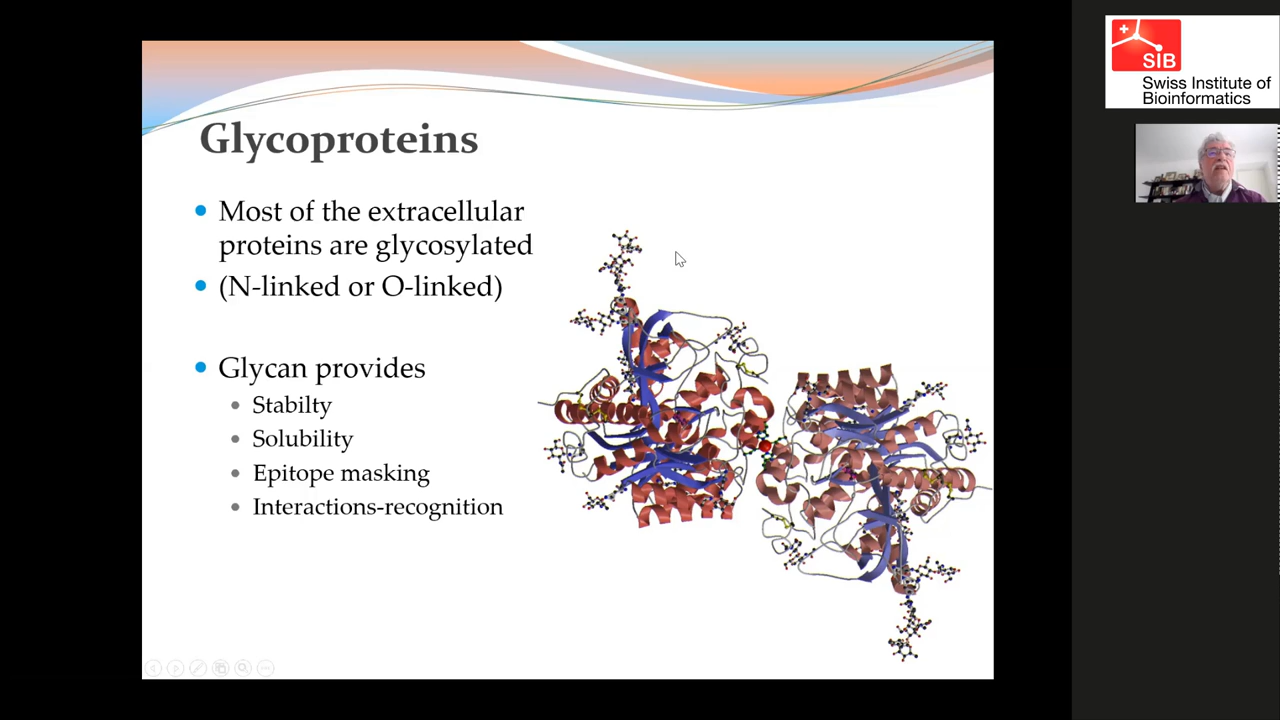 Glycoproteins
Most of the extracellular
proteins are glycosylated
(N-linked or O-linked)
Glycan provides
Stabilty
Solubility
Epitope masking
Interactions-recognition
SIB
Swiss Institute of
Bioinformatics